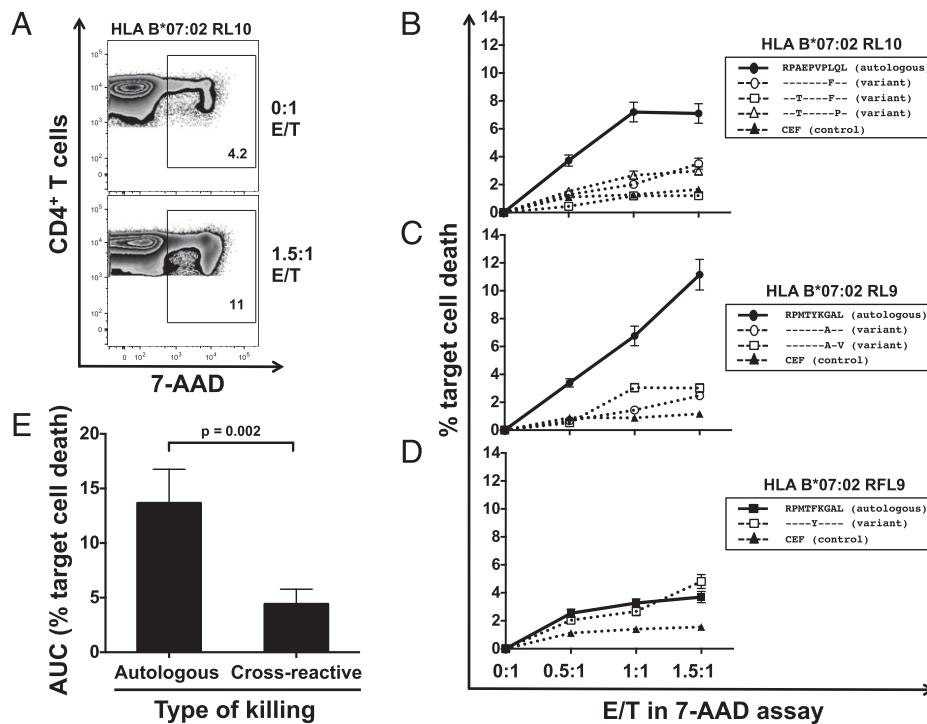 A
HLA B*07:02 RL10
CD4+ T cells
10^5
10^4
10^3
10^2
0
4.2
0:1
E/T
10^5
10^4
10^3
10^2
0
11
1.5:1
E/T
0 10^2 10^3 10^4 10^5
7-AAD
B
14
12
10
8
6
4
2
0
HLA B*07:02 RL10
RPAEPVPLQL (autologous)
-------F-- (variant)
--T----F-- (variant)
--T-----P- (variant)
CEF (control)
C
% target cell death
14
12
10
8
6
4
2
0
HLA B*07:02 RL9
RPMTYKGAL (autologous)
------A-- (variant)
------A-V (variant)
CEF (control)
D
14
12
10
8
6
4
2
0
HLA B*07:02 RFL9
RPMTFKGAL (autologous)
----Y---- (variant)
CEF (control)
0:1 0.5:1 1:1 1.5:1
E/T in 7-AAD assay
E
AUC (% target cell death)
20
15
10
5
0
p = 0.002
Autologous Cross-reactive
Type of killing